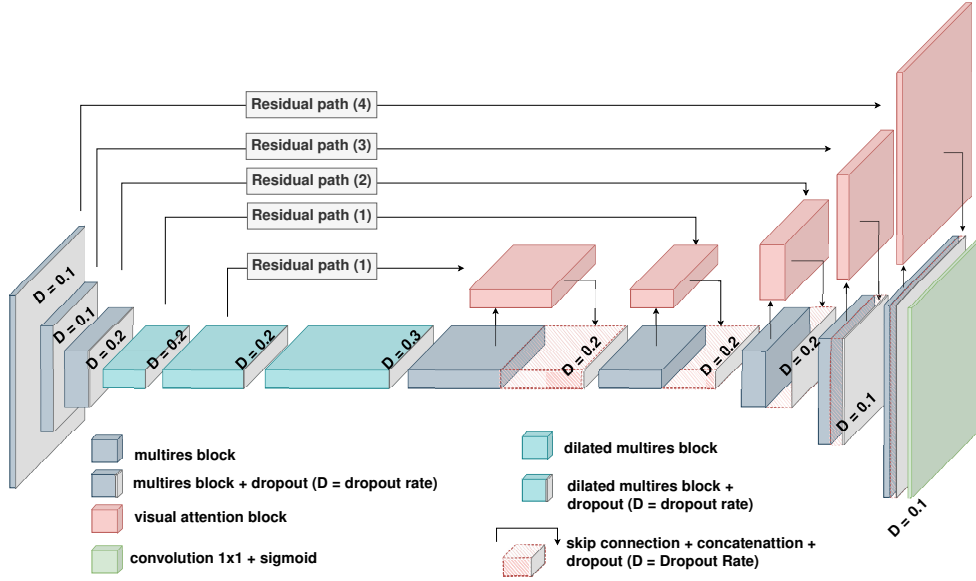 Residual path (4)
Residual path (3)
Residual path (2)
Residual path (1)
Residual path (1)
D = 0.1
D = 0.1
D = 0.2
D = 0.2
D = 0.2
D = 0.3
D = 0.2
D = 0.2
D = 0.2
D = 0.1
D = 0.1
multires block
multires block + dropout (D = dropout rate)
visual attention block
convolution 1x1 + sigmoid
dilated multires block
dilated multires block +
dropout (D = dropout rate)
skip connection + concatenattion +
dropout (D = Dropout Rate)